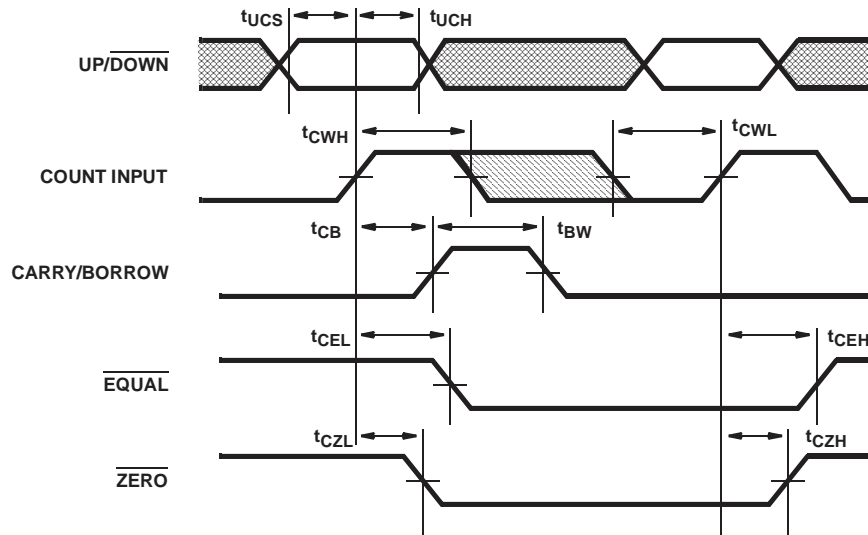 tUCS tUCH
UP/DOWN
tCWH tCWL
COUNT INPUT
tCB tBW
CARRY/BORROW
tCEL tCEH
EQUAL
tCZL tCZH
ZERO